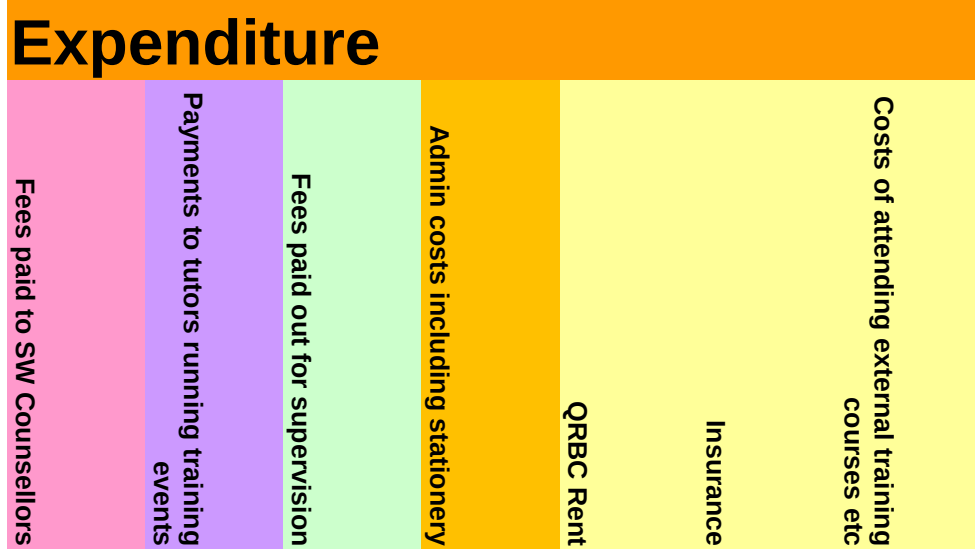 Expenditure
Fees paid to SW Counsellors
Payments to tutors running training
events
Fees paid out for supervision
Admin costs including stationery
QRBC Rent
Insurance
Costs of attending external training
courses etc